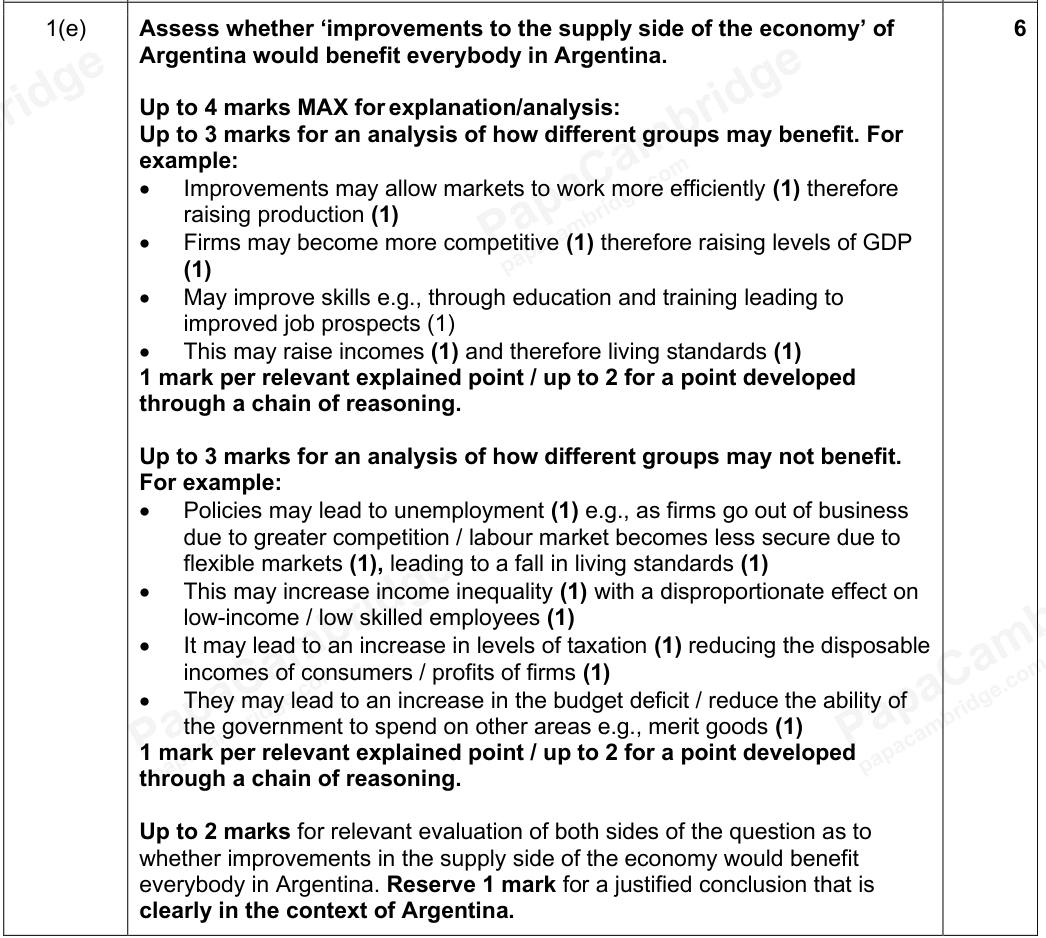 1(e)
Assess whether ‘improvements to the supply side of the economy’ of
Argentina would benefit everybody in Argentina.
6
Up to 4 marks MAX for explanation/analysis:
Up to 3 marks for an analysis of how different groups may benefit. For
example:
• Improvements may allow markets to work more efficiently (1) therefore
raising production (1)
• Firms may become more competitive (1) therefore raising levels of GDP
(1)
• May improve skills e.g., through education and training leading to
improved job prospects (1)
• This may raise incomes (1) and therefore living standards (1)
1 mark per relevant explained point / up to 2 for a point developed
through a chain of reasoning.
Up to 3 marks for an analysis of how different groups may not benefit.
For example:
• Policies may lead to unemployment (1) e.g., as firms go out of business
due to greater competition / labour market becomes less secure due to
flexible markets (1), leading to a fall in living standards (1)
• This may increase income inequality (1) with a disproportionate effect on
low-income / low skilled employees (1)
• It may lead to an increase in levels of taxation (1) reducing the disposable
incomes of consumers / profits of firms (1)
• They may lead to an increase in the budget deficit / reduce the ability of
the government to spend on other areas e.g., merit goods (1)
1 mark per relevant explained point / up to 2 for a point developed
through a chain of reasoning.
Up to 2 marks for relevant evaluation of both sides of the question as to
whether improvements in the supply side of the economy would benefit
everybody in Argentina. Reserve 1 mark for a justified conclusion that is
clearly in the context of Argentina.
ridge
PapaCambridge
papacambridge.com
PapaCambridge
PapaCamb
papacambridge.com